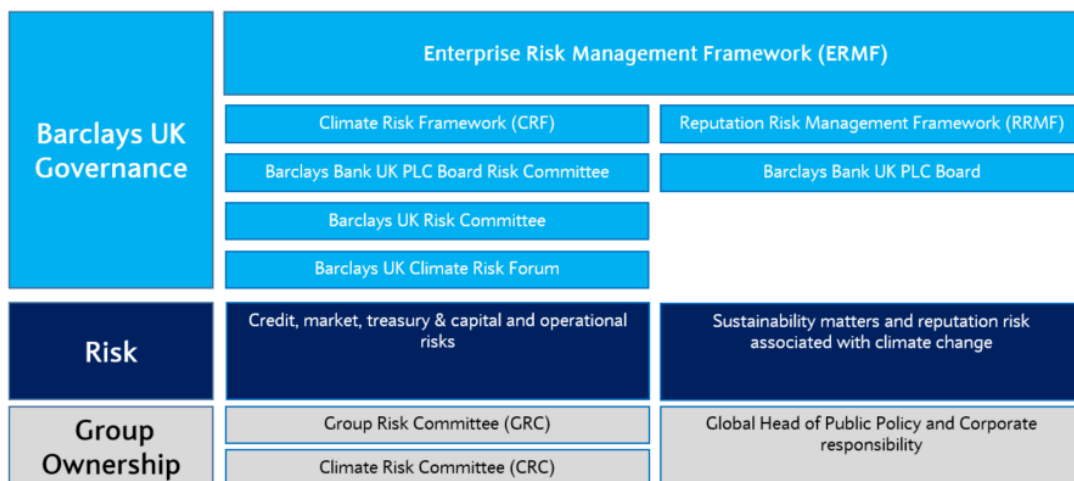 Barclays UK
Governance
Enterprise Risk Management Framework (ERMF)
Climate Risk Framework (CRF)
Reputation Risk Management Framework (RRMF)
Barclays Bank UK PLC Board Risk Committee
Barclays Bank UK PLC Board
Barclays UK Risk Committee
Barclays UK Climate Risk Forum
Risk
Credit, market, treasury & capital and operational
risks
Sustainability matters and reputation risk
associated with climate change
Group
Ownership
Group Risk Committee (GRC)
Climate Risk Committee (CRC)
Global Head of Public Policy and Corporate
responsibility